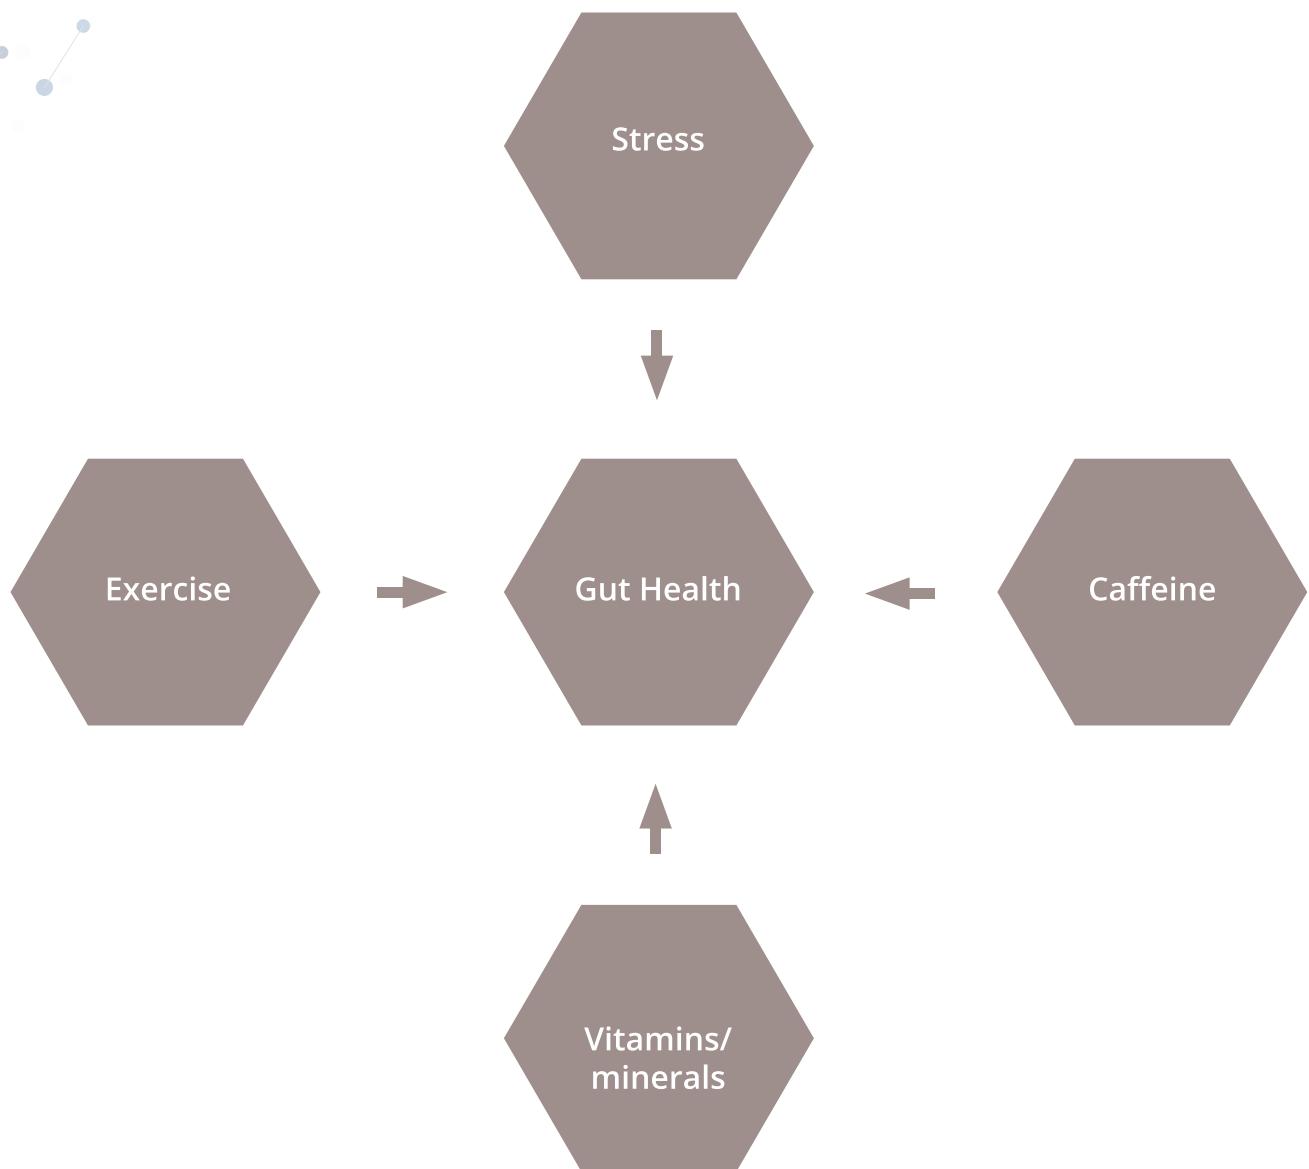 Stress
Exercise
Gut Health
Caffeine
Vitamins/
minerals